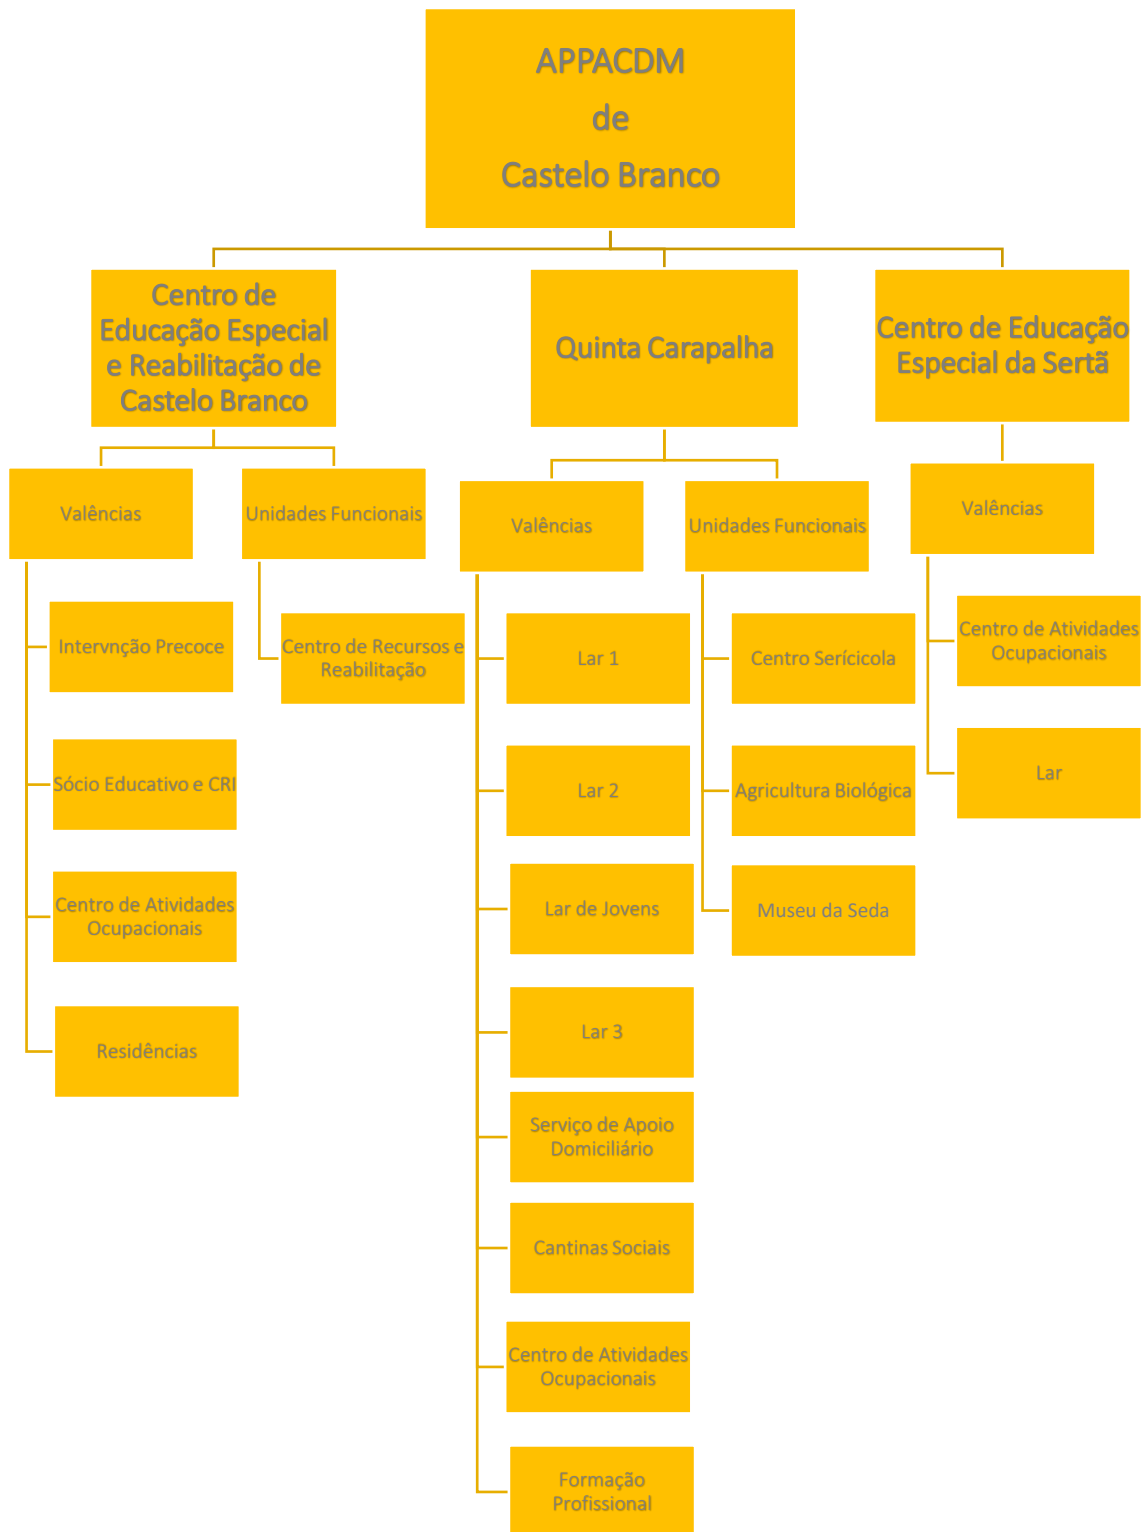 APPACDM
de
Castelo Branco
Centro de
Educação Especial
e Reabilitação de
Castelo Branco
Quinta Carapalha
Centro de Educação
Especial da Sertã
Valências
Unidades Funcionais
Valências
Unidades Funcionais
Valências
Intervnção Precoce
Sócio Educativo e CRI
Centro de Atividades
Ocupacionais
Residências
Centro de Recursos e
Reabilitação
Lar 1
Lar 2
Lar de Jovens
Lar 3
Serviço de Apoio
Domiciliário
Cantinas Sociais
Centro de Atividades
Ocupacionais
Formação
Profissional
Centro Serícicola
Agricultura Biológica
Museu da Seda
Centro de Atividades
Ocupacionais
Lar